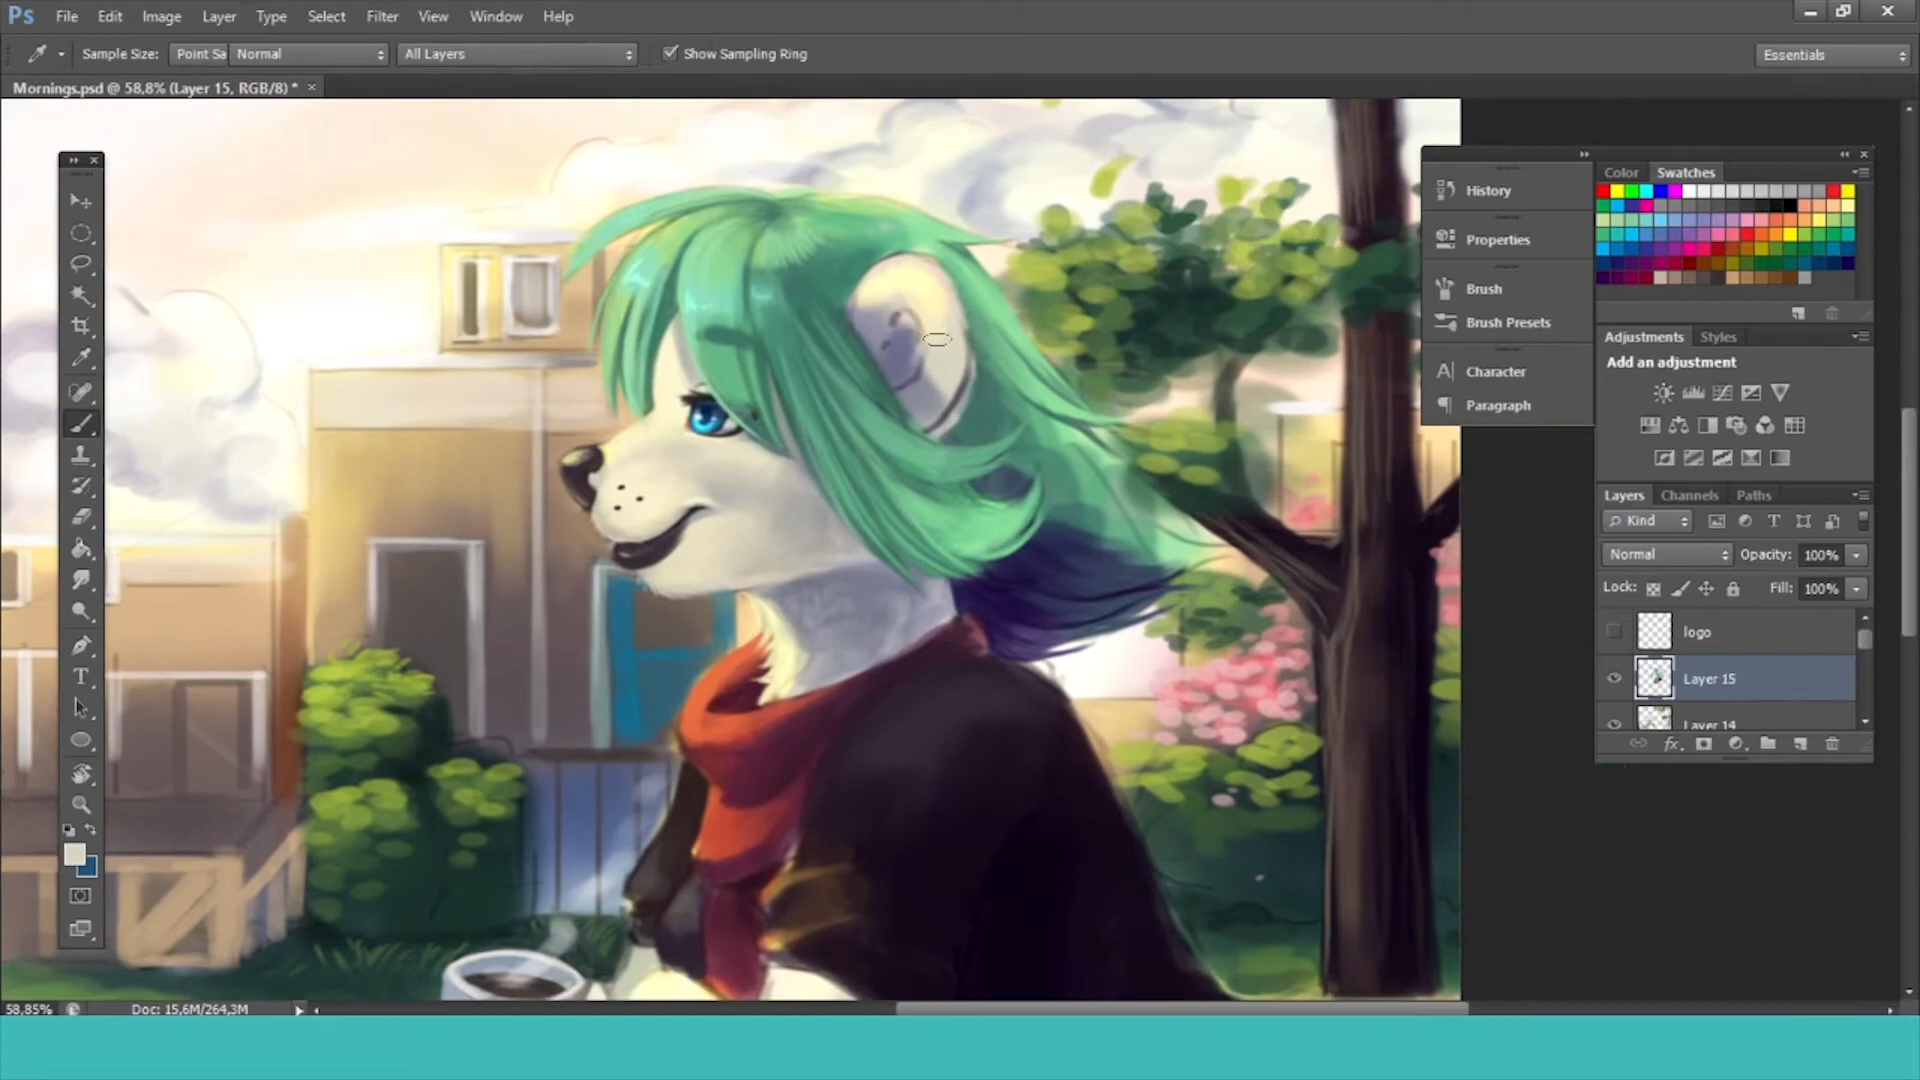 Ps File Edit Image Layer Type Select Filter View Window Help
Sample Size: Point Sa Normal All Layers Show Sampling Ring Essentials
Mornings.psd @ 58,8% (Layer 15, RGB/8) *
History
Properties
Brush
Brush Presets
Character
Paragraph
Color Swatches
Adjustments Styles
Add an adjustment
Layers Channels Paths
Kind
Normal Opacity: 100%
Lock: Fill: 100%
logo
Layer 15
Layer 14
58,85% Doc: 15,6M/264,3M